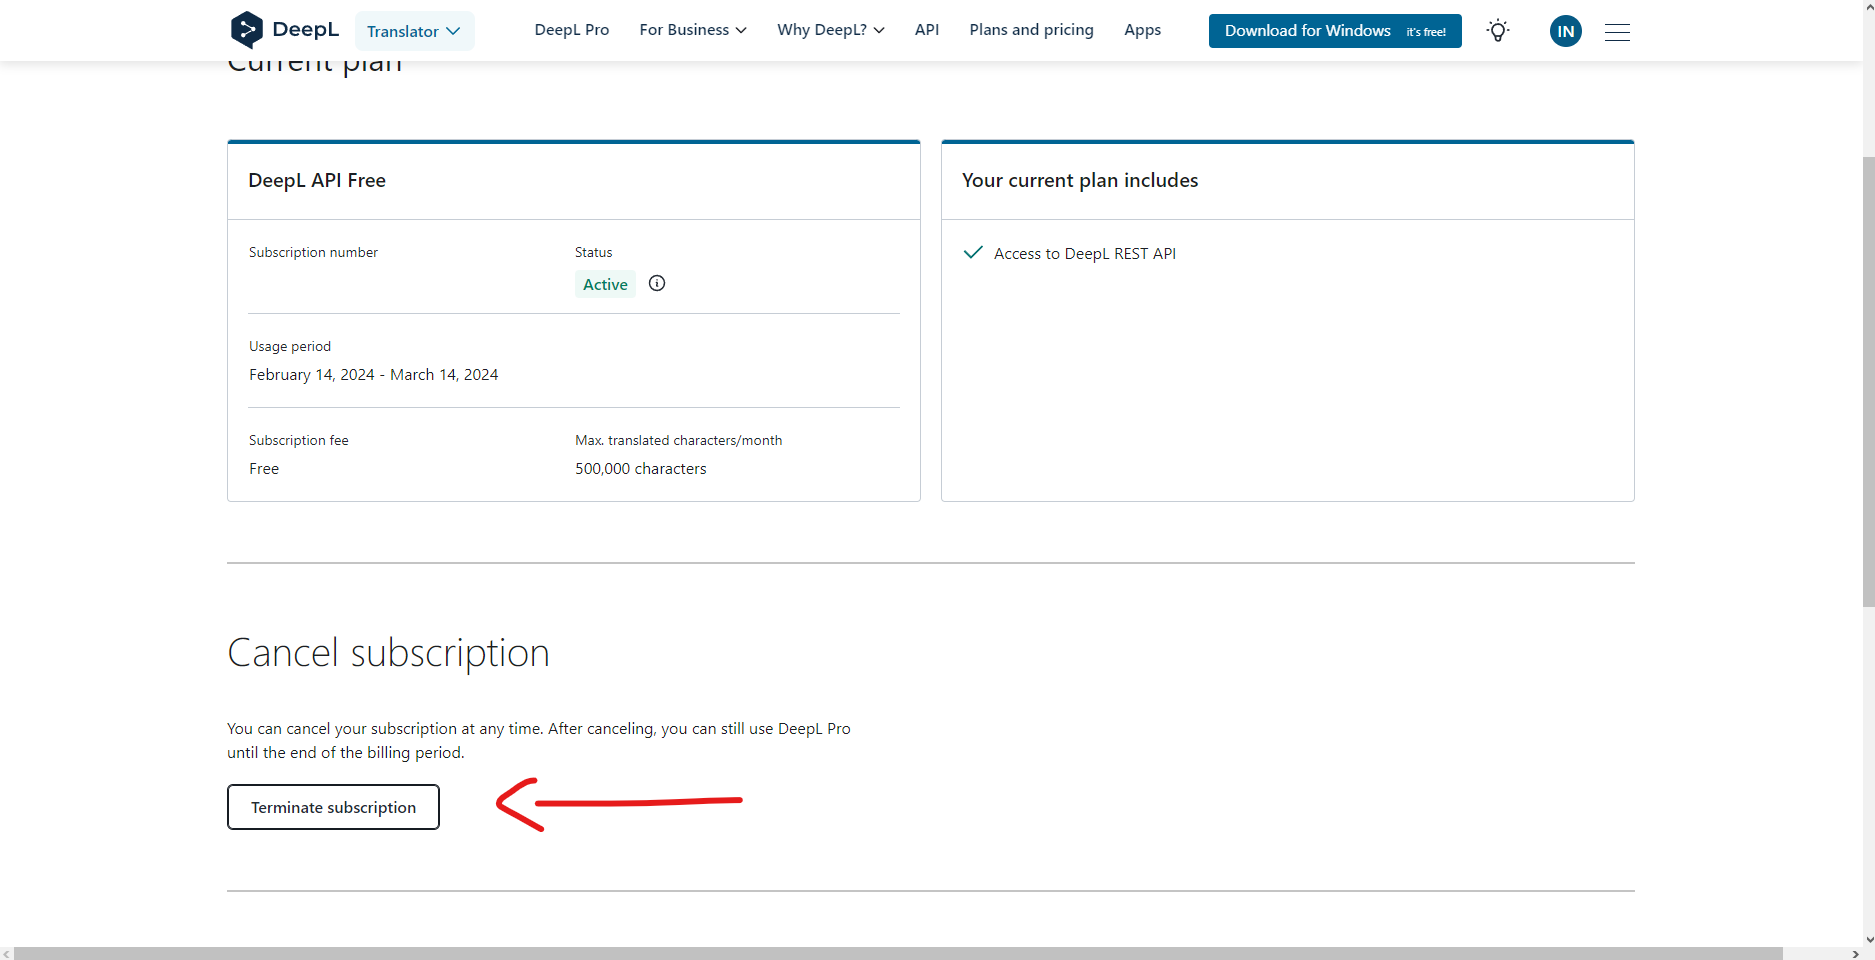 DeepL
Translator
DeepL Pro
For Business
Why DeepL?
API
Plans and pricing
Apps
Download for Windows it's free!
IN
Current plan
DeepL API Free
Subscription number
Status
Active
Usage period
February 14, 2024 - March 14, 2024
Subscription fee
Free
Max. translated characters/month
500,000 characters
Your current plan includes
Access to DeepL REST API
Cancel subscription
You can cancel your subscription at any time. After canceling, you can still use DeepL Pro
until the end of the billing period.
Terminate subscription